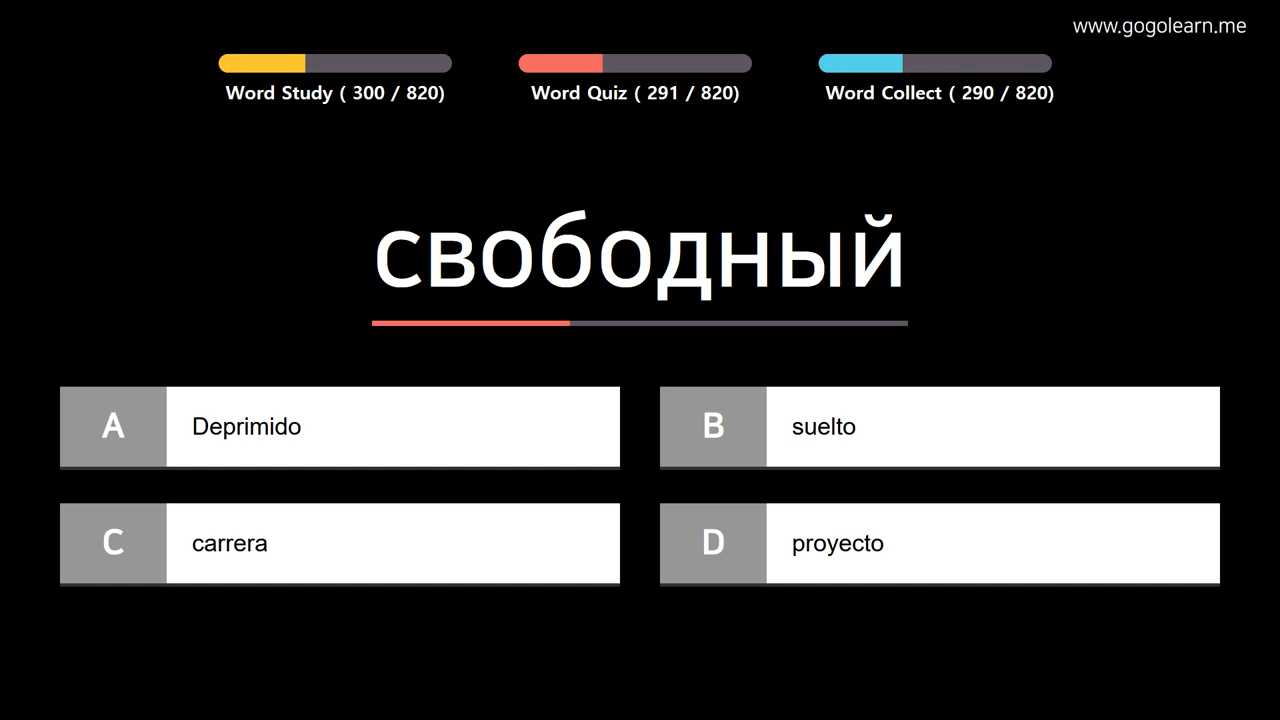 www.gogolearn.me
Word Study ( 300 / 820)
Word Quiz ( 291 / 820)
Word Collect ( 290 / 820)
свободный
A Deprimido
B suelto
C carrera
D proyecto